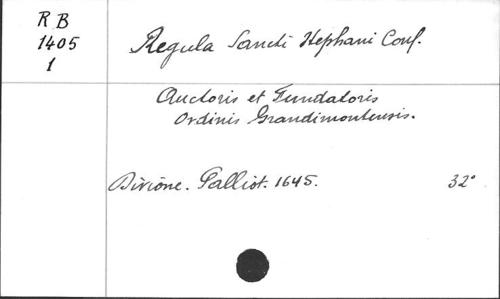 R B
1405
1
Regula Sancti Stephani Conf.
Auctoris et Fundatoris
Ordinis Grandimontensis.
Divione. Palliot. 1645. 32°